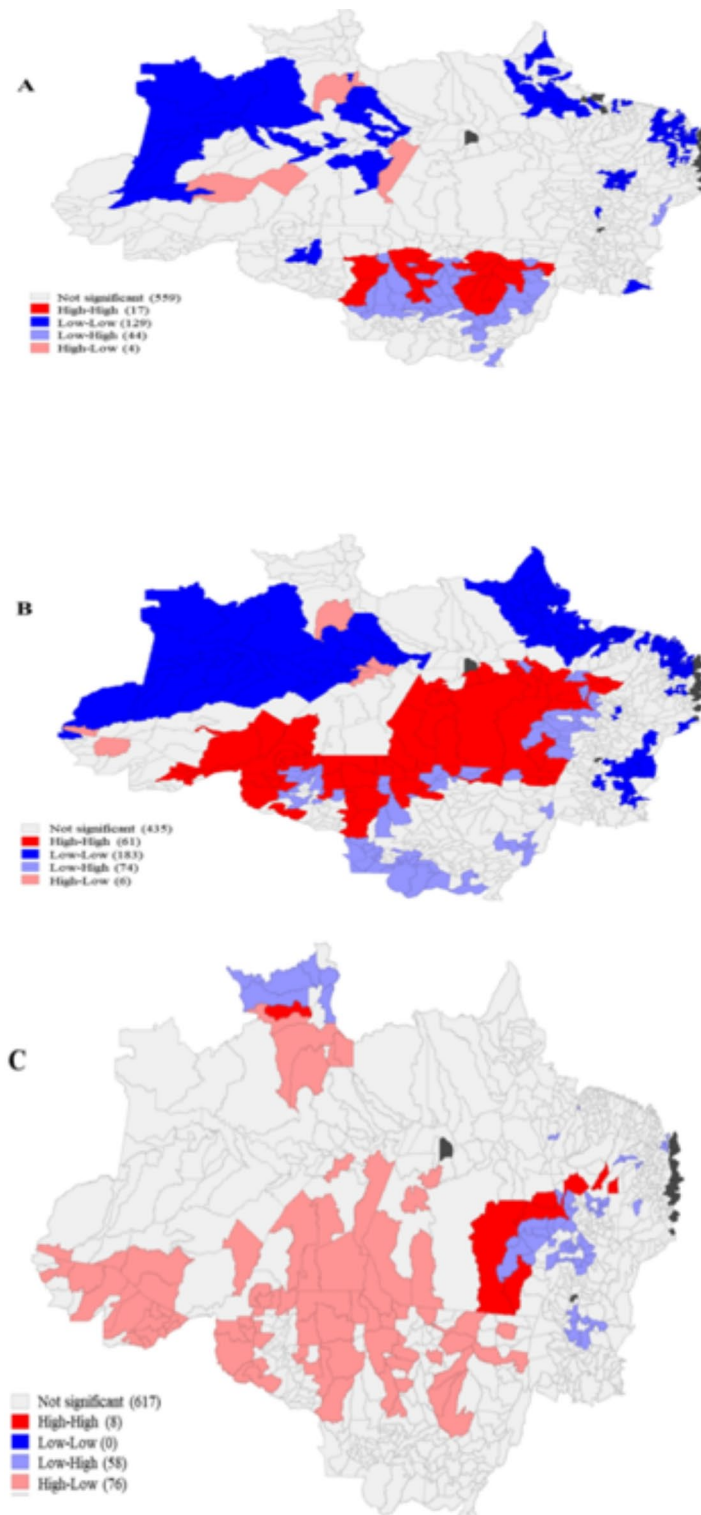 A
Not significant (559)
High-High (17)
Low-Low (129)
Low-High (44)
High-Low (4)
B
Not significant (435)
High-High (61)
Low-Low (183)
Low-High (74)
High-Low (6)
C
Not significant (617)
High-High (8)
Low-Low (0)
Low-High (58)
High-Low (76)